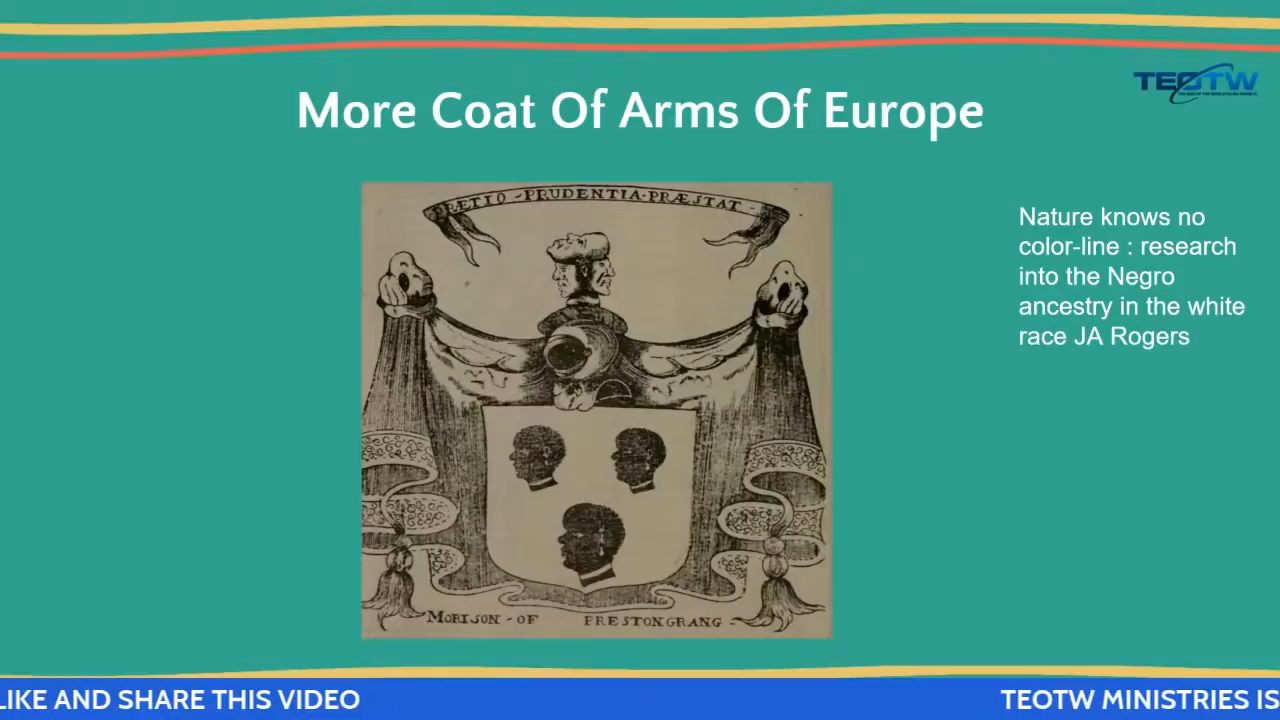 More Coat Of Arms Of Europe
TEOTW
PRETIO-PRUDENTIA-PRÆSTAT-
Nature knows no
color-line : research
into the Negro
ancestry in the white
race JA Rogers
MORISON-OF PRESTONGRANG=
LIKE AND SHARE THIS VIDEO
TEOTW MINISTRIES IS